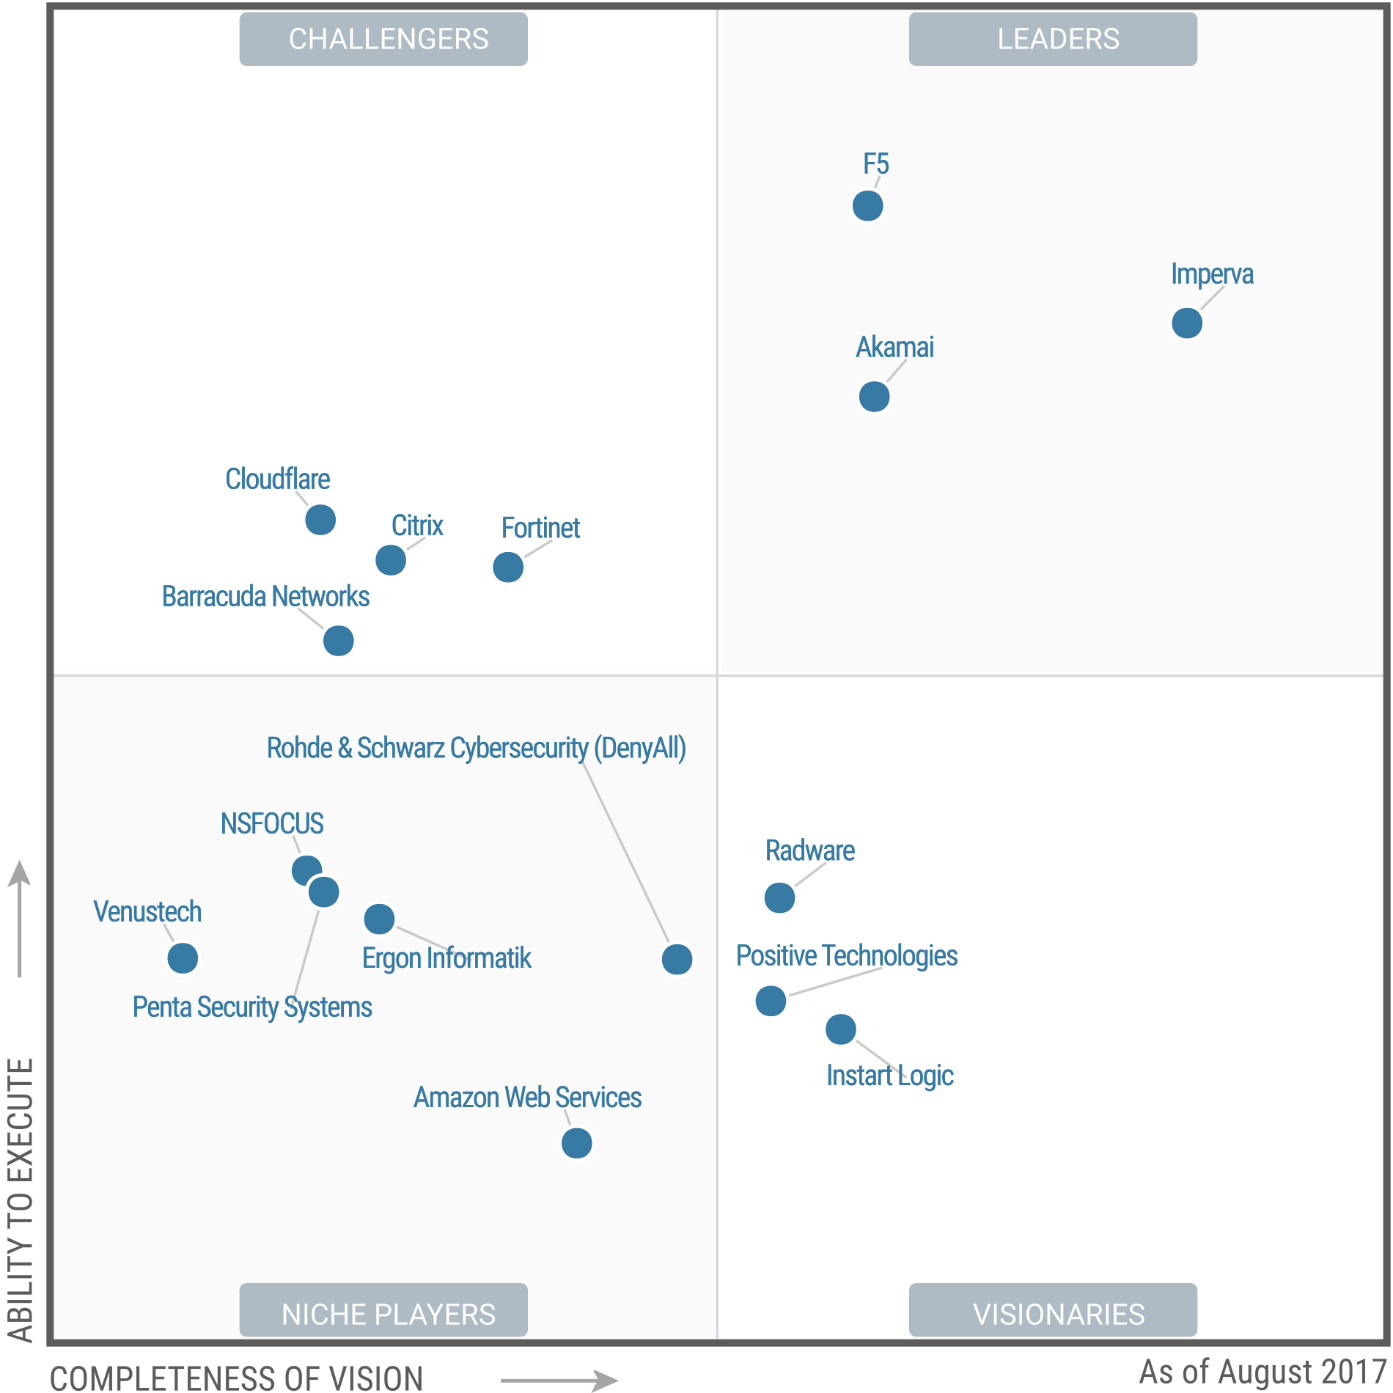 CHALLENGERS
LEADERS
F5
Imperva
Akamai
Cloudflare
Citrix
Fortinet
Barracuda Networks
Rohde & Schwarz Cybersecurity (DenyAll)
NSFOCUS
Radware
Venustech
Ergon Informatik
Positive Technologies
Penta Security Systems
Instart Logic
Amazon Web Services
NICHE PLAYERS
VISIONARIES
ABILITY TO EXECUTE
COMPLETENESS OF VISION
As of August 2017